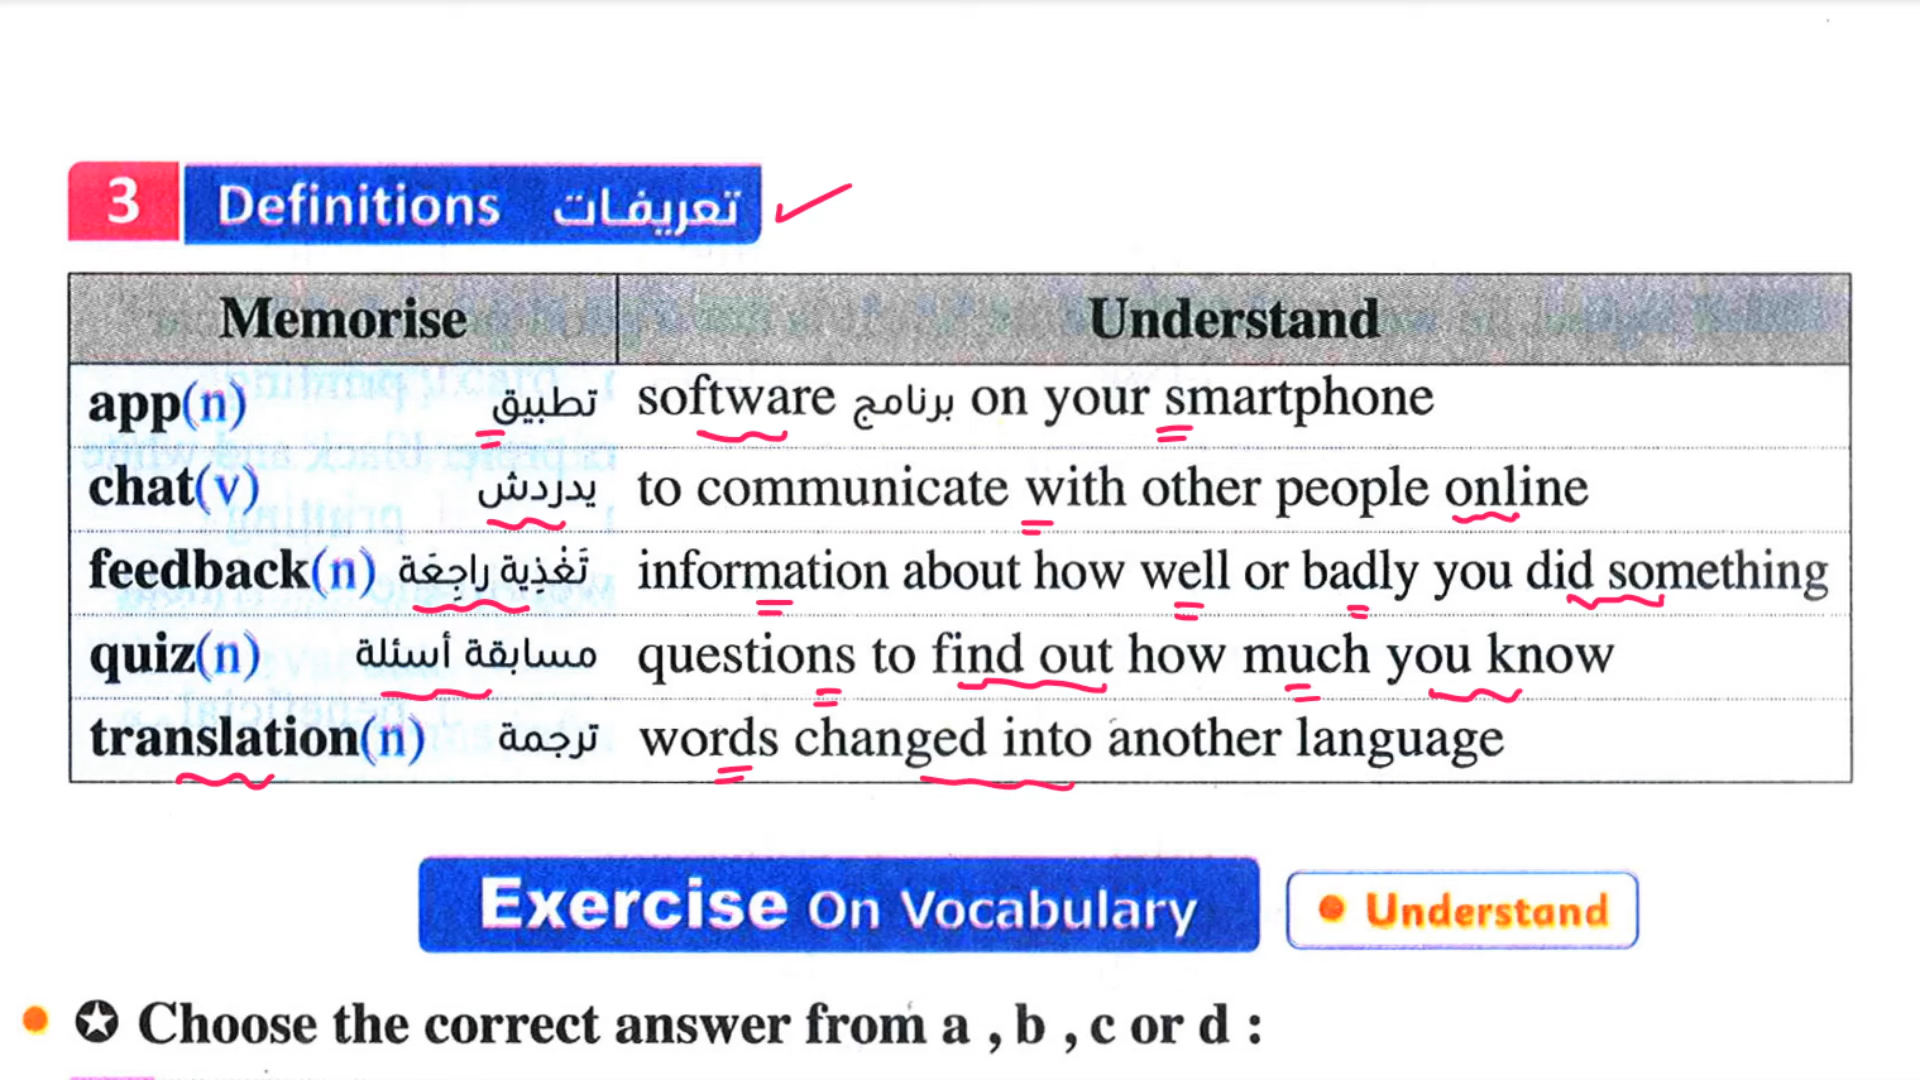 3 Definitions تعريفات
Memorise Understand
app(n) تطبيق software برنامج on your smartphone
chat(v) يدردش to communicate with other people online
feedback(n) تَغْذِية راجِعَة information about how well or badly you did something
quiz(n) مسابقة أسئلة questions to find out how much you know
translation(n) ترجمة words changed into another language
Exercise On Vocabulary • Understand
• ✪ Choose the correct answer from a , b , c or d :